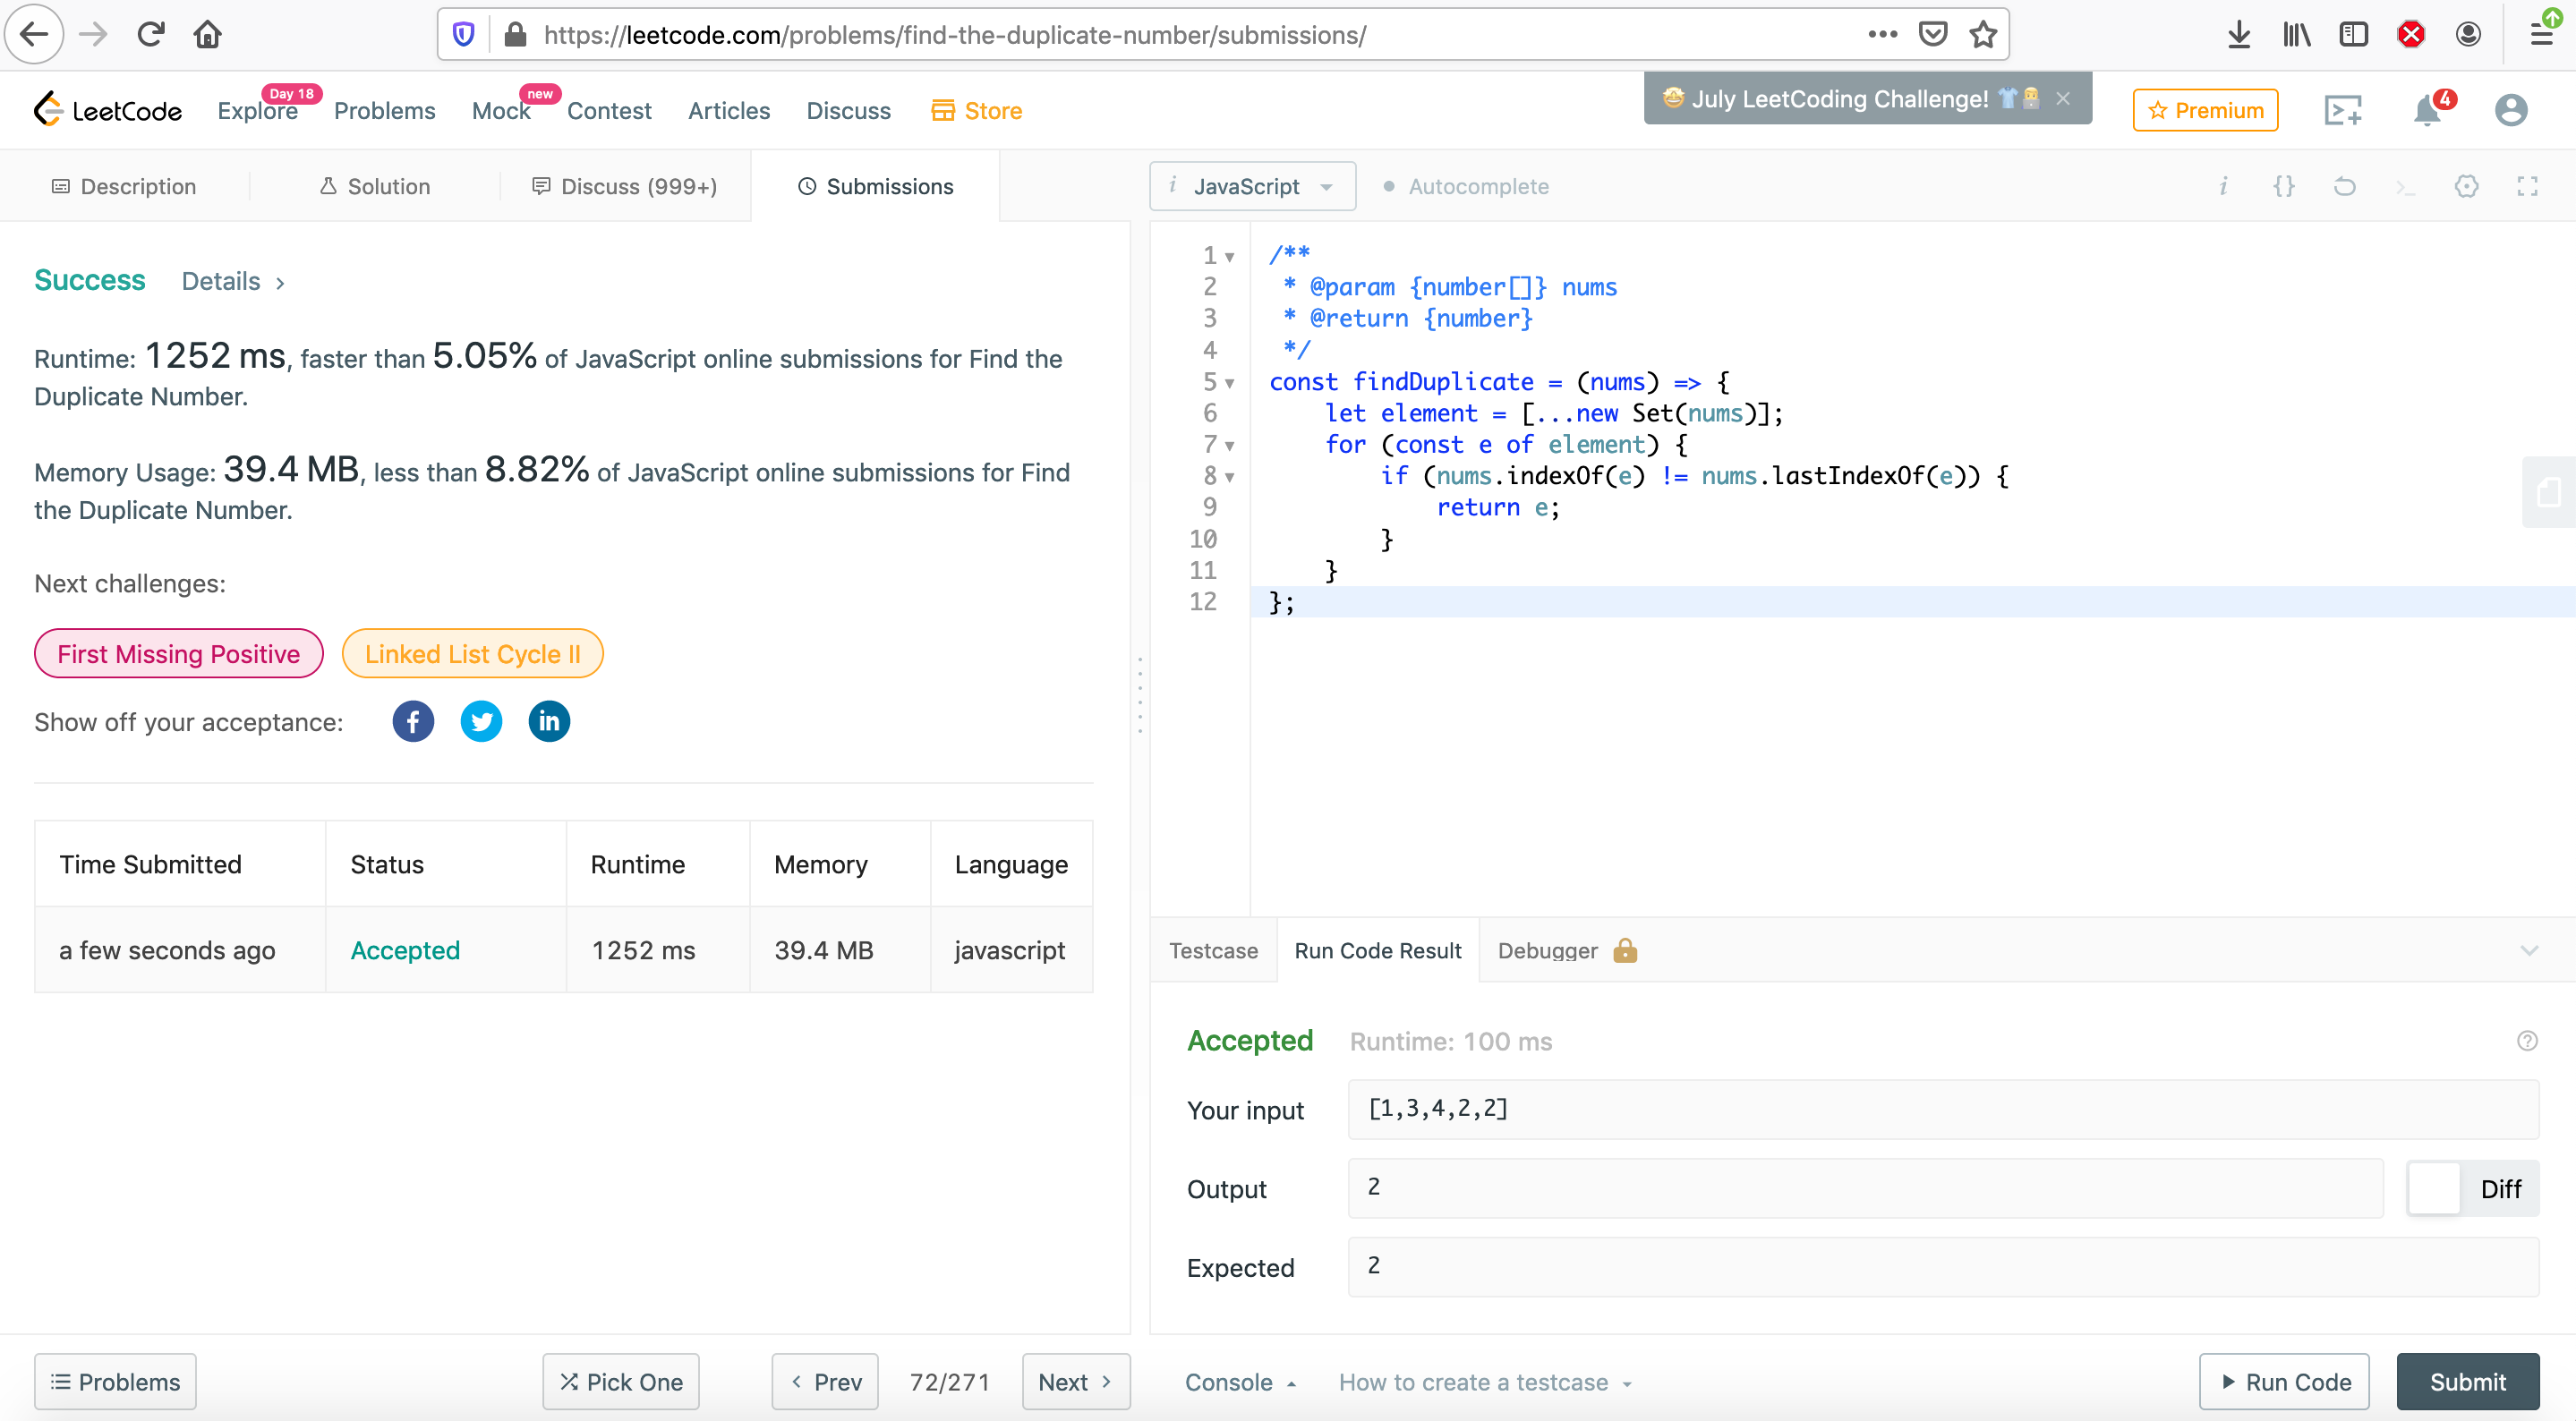 https://leetcode.com/problems/find-the-duplicate-number/submissions/
LeetCode
Explore
Day 18
Problems
Mock
new
Contest
Articles
Discuss
Store
July LeetCoding Challenge!
Premium
4
Description
Solution
Discuss (999+)
Submissions
Success
Details
Runtime: 1252 ms, faster than 5.05% of JavaScript online submissions for Find the
Duplicate Number.
Memory Usage: 39.4 MB, less than 8.82% of JavaScript online submissions for Find
the Duplicate Number.
Next challenges:
First Missing Positive
Linked List Cycle II
Show off your acceptance:
Time Submitted Status Runtime Memory Language
a few seconds ago Accepted 1252 ms 39.4 MB javascript
Problems
Pick One
Prev
72/271
Next
i JavaScript
Autocomplete
i {}
1 /**
2  * @param {number[]} nums
3  * @return {number}
4  */
5 const findDuplicate = (nums) => {
6     let element = [...new Set(nums)];
7     for (const e of element) {
8         if (nums.indexOf(e) != nums.lastIndexOf(e)) {
9             return e;
10         }
11     }
12 };
Testcase
Run Code Result
Debugger
Accepted
Runtime: 100 ms
Your input
[1,3,4,2,2]
Output
2
Diff
Expected
2
Console
How to create a testcase
Run Code
Submit